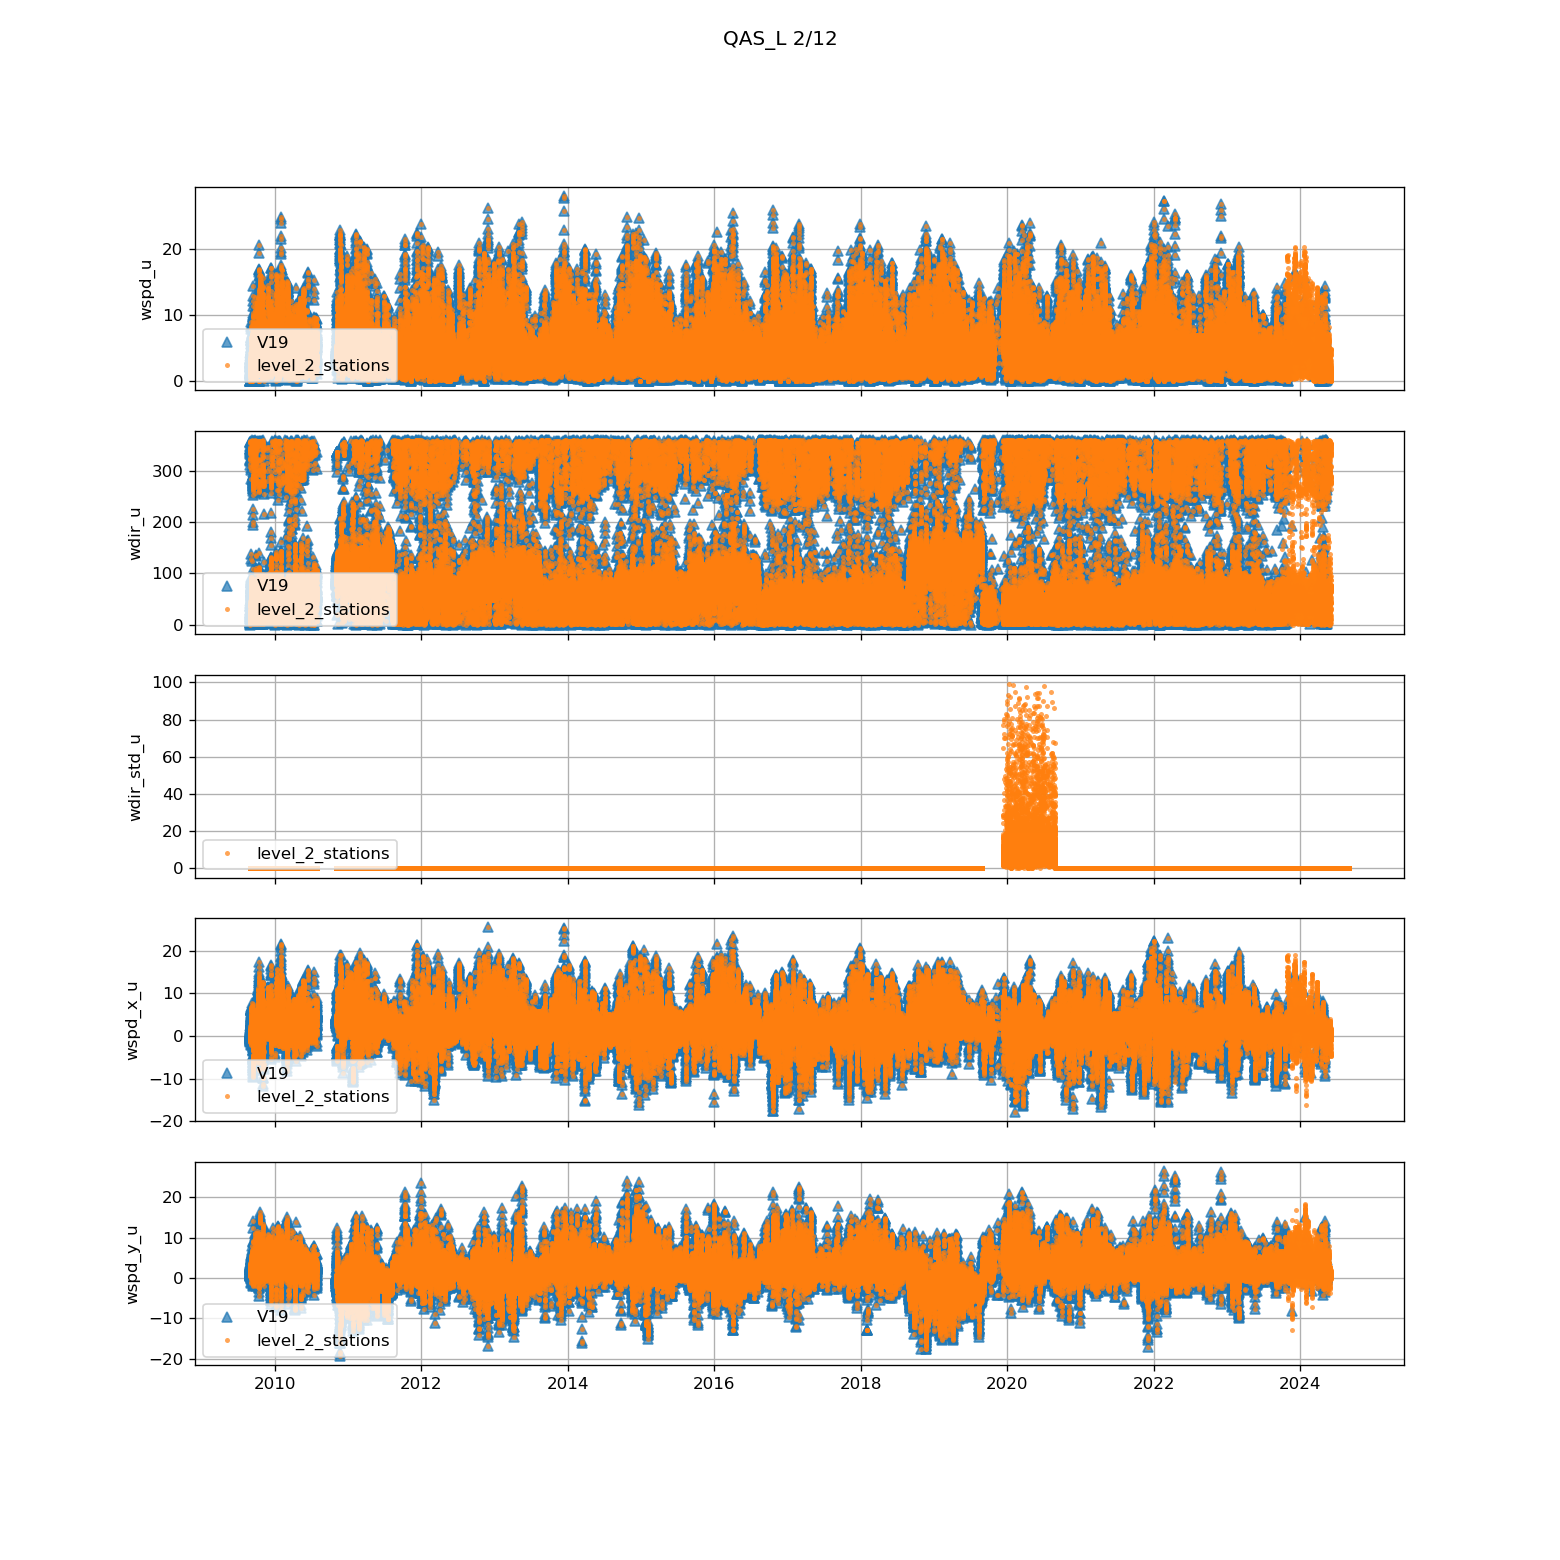 QAS_L 2/12
20
10
0
wspd_u
V19
level_2_stations
300
200
100
0
wdir_u
V19
level_2_stations
100
80
60
40
20
0
wdir_std_u
level_2_stations
20
10
0
−10
−20
wspd_x_u
V19
level_2_stations
20
10
0
−10
−20
wspd_y_u
V19
level_2_stations
2010 2012 2014 2016 2018 2020 2022 2024